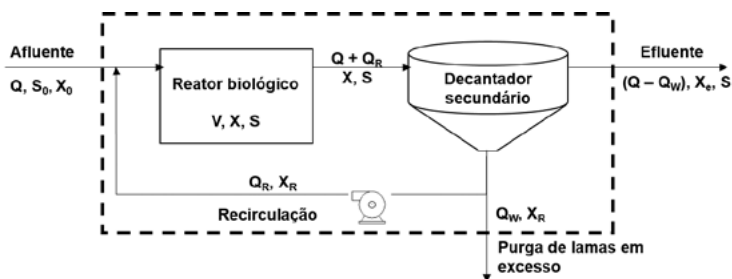 Afluente
Q, S₀, X₀
Reator biológico
V, X, S
Q + Q_R
X, S
Decantador
secundário
Efluente
(Q – Q_W), X_e, S
Q_R, X_R
Recirculação
Q_W, X_R
Purga de lamas em
excesso